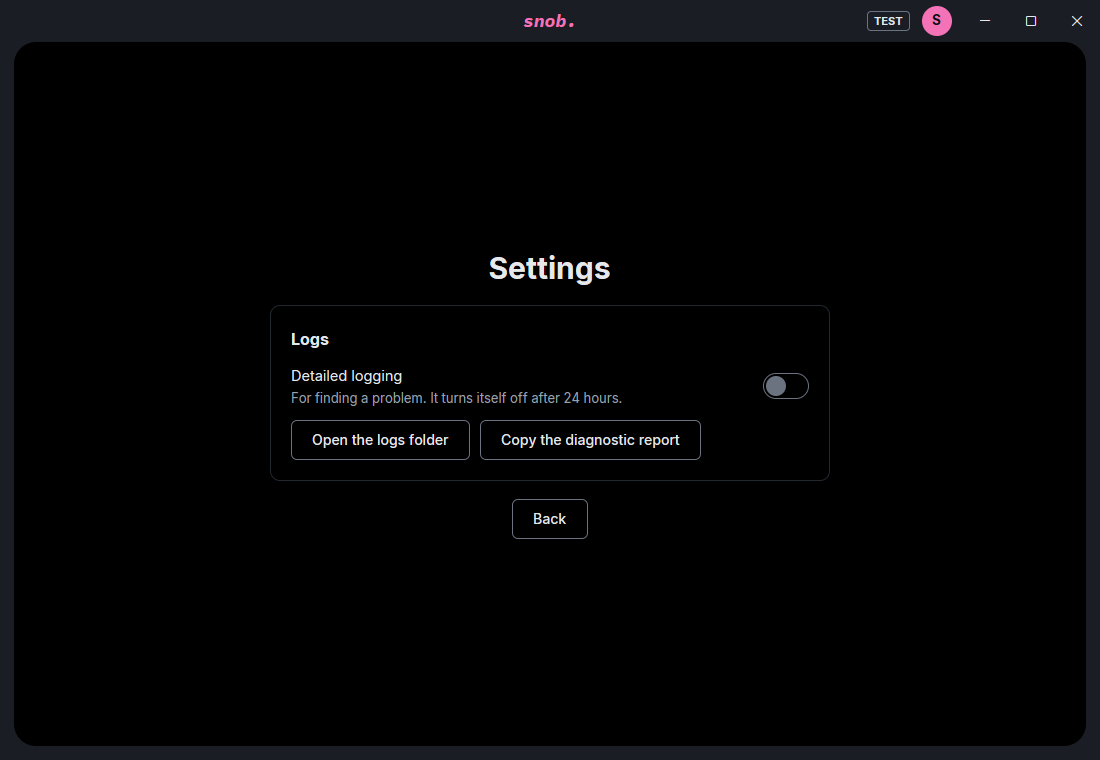 snob.
TEST
S
Settings
Logs
Detailed logging
For finding a problem. It turns itself off after 24 hours.
Open the logs folder
Copy the diagnostic report
Back